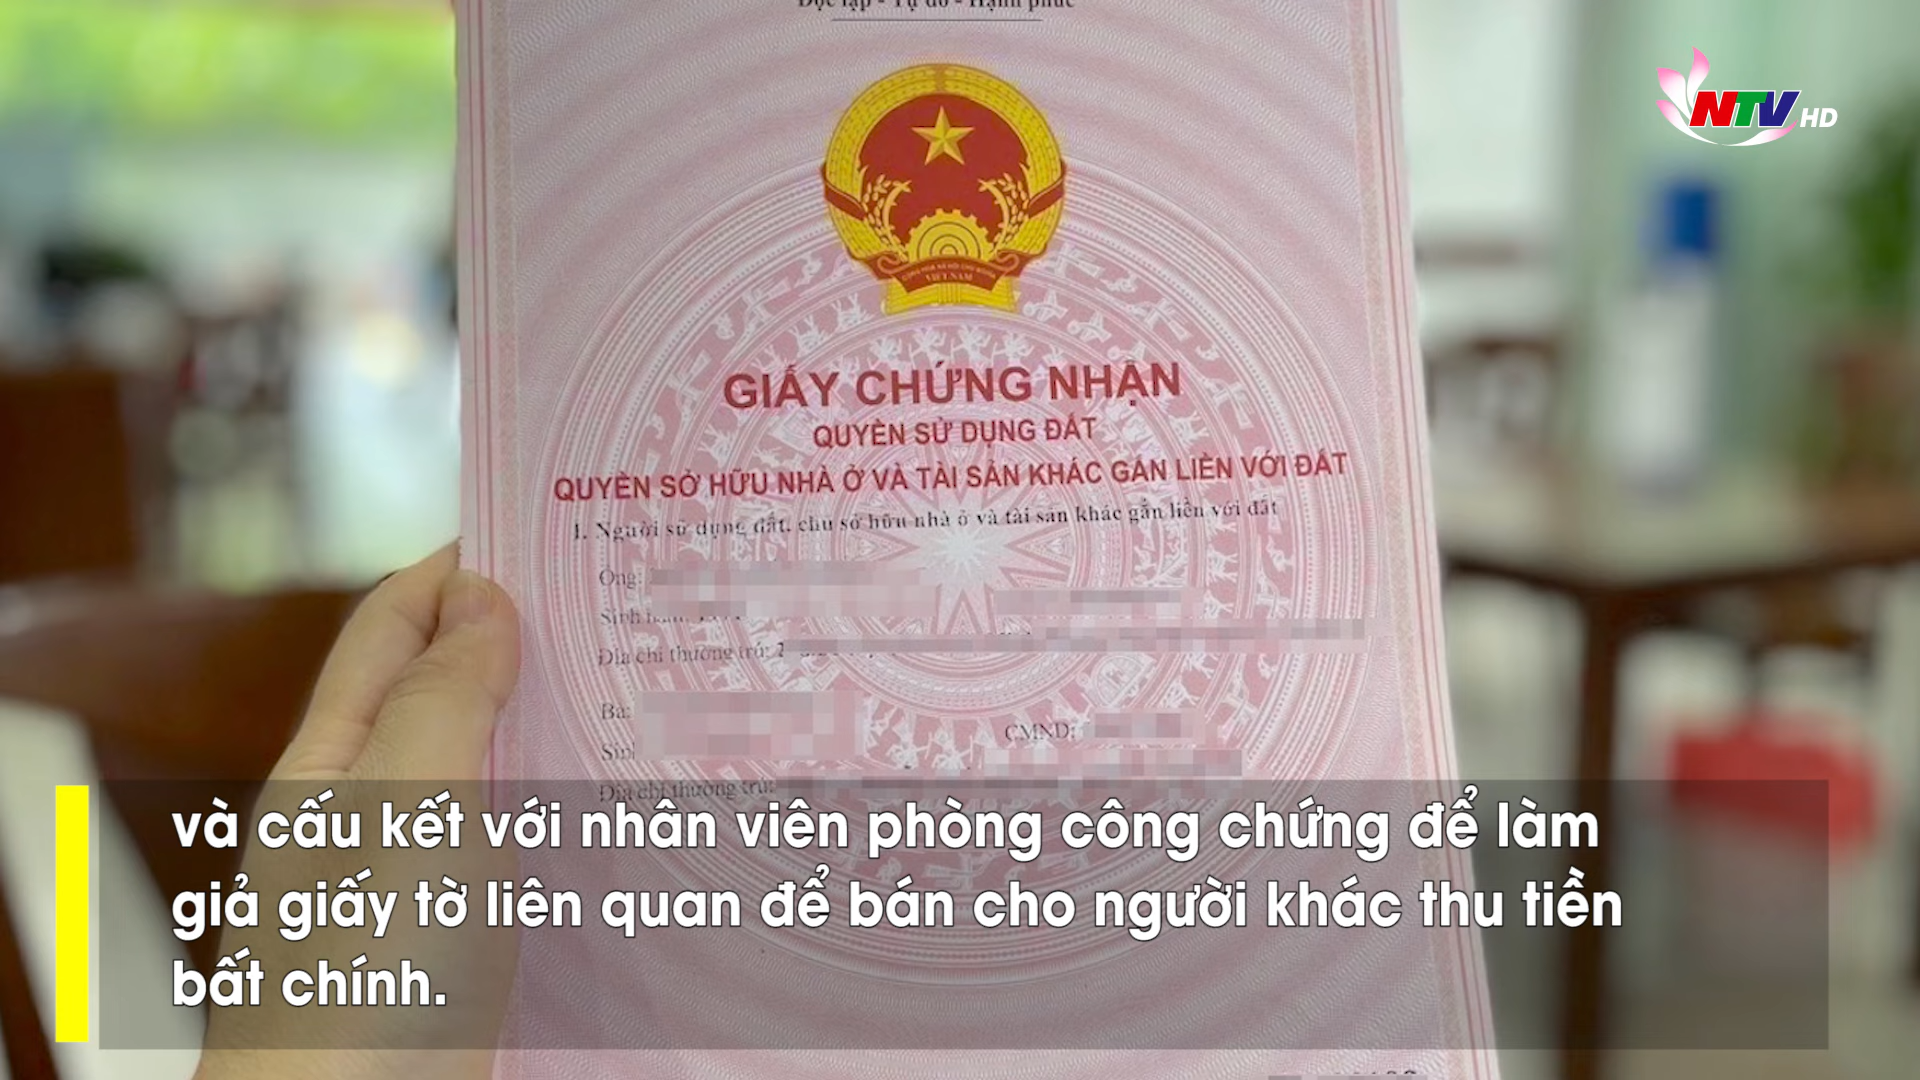 Độc lập - Tự do - Hạnh phúc
NTV HD
VIỆT NAM
GIẤY CHỨNG NHẬN
QUYỀN SỬ DỤNG ĐẤT
QUYỀN SỞ HỮU NHÀ Ở VÀ TÀI SẢN KHÁC GẮN LIỀN VỚI ĐẤT
I. Người sử dụng đất, chủ sở hữu nhà ở và tài sản khác gắn liền với đất
Ông:
Sinh năm:
Địa chỉ thường trú:
Bà:
CMND:
Địa chỉ thường trú:
và cấu kết với nhân viên phòng công chứng để làm
giả giấy tờ liên quan để bán cho người khác thu tiền
bất chính.